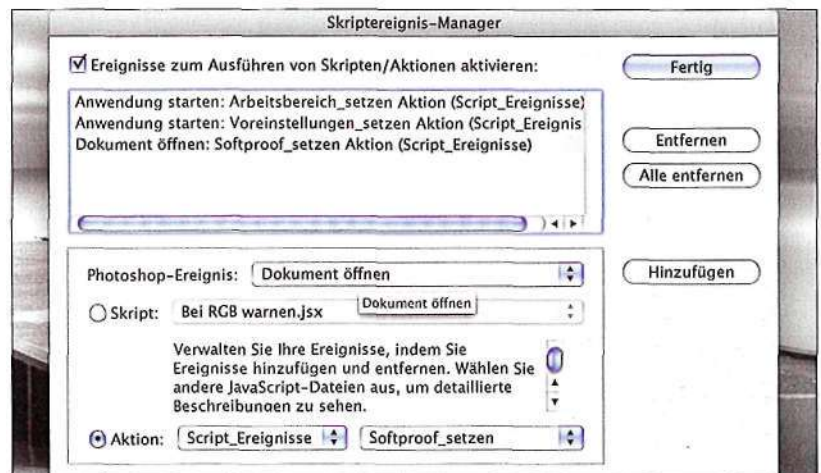 Skriptereignis-Manager
Ereignisse zum Ausführen von Skripten/Aktionen aktivieren:
Fertig
Anwendung starten: Arbeitsbereich_setzen Aktion (Script_Ereignisse)
Anwendung starten: Voreinstellungen_setzen Aktion (Script_Ereignis
Dokument öffnen: Softproof_setzen Aktion (Script_Ereignisse)
Entfernen
Alle entfernen
Photoshop-Ereignis: Dokument öffnen
Hinzufügen
Dokument öffnen
Skript: Bei RGB warnen.jsx
Verwalten Sie Ihre Ereignisse, indem Sie
Ereignisse hinzufügen und entfernen. Wählen Sie
andere JavaScript-Dateien aus, um detaillierte
Beschreibungen zu sehen.
Aktion: Script_Ereignisse Softproof_setzen